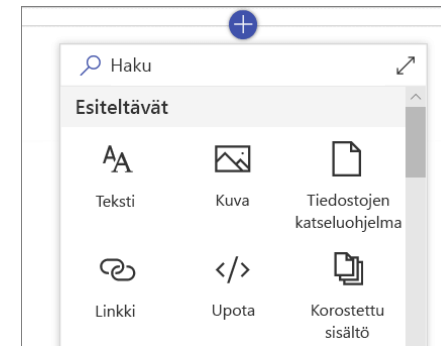 Haku
Esiteltävät
Teksti
Kuva
Tiedostojen
katseluohjelma
Linkki
Upota
Korostettu
sisältö